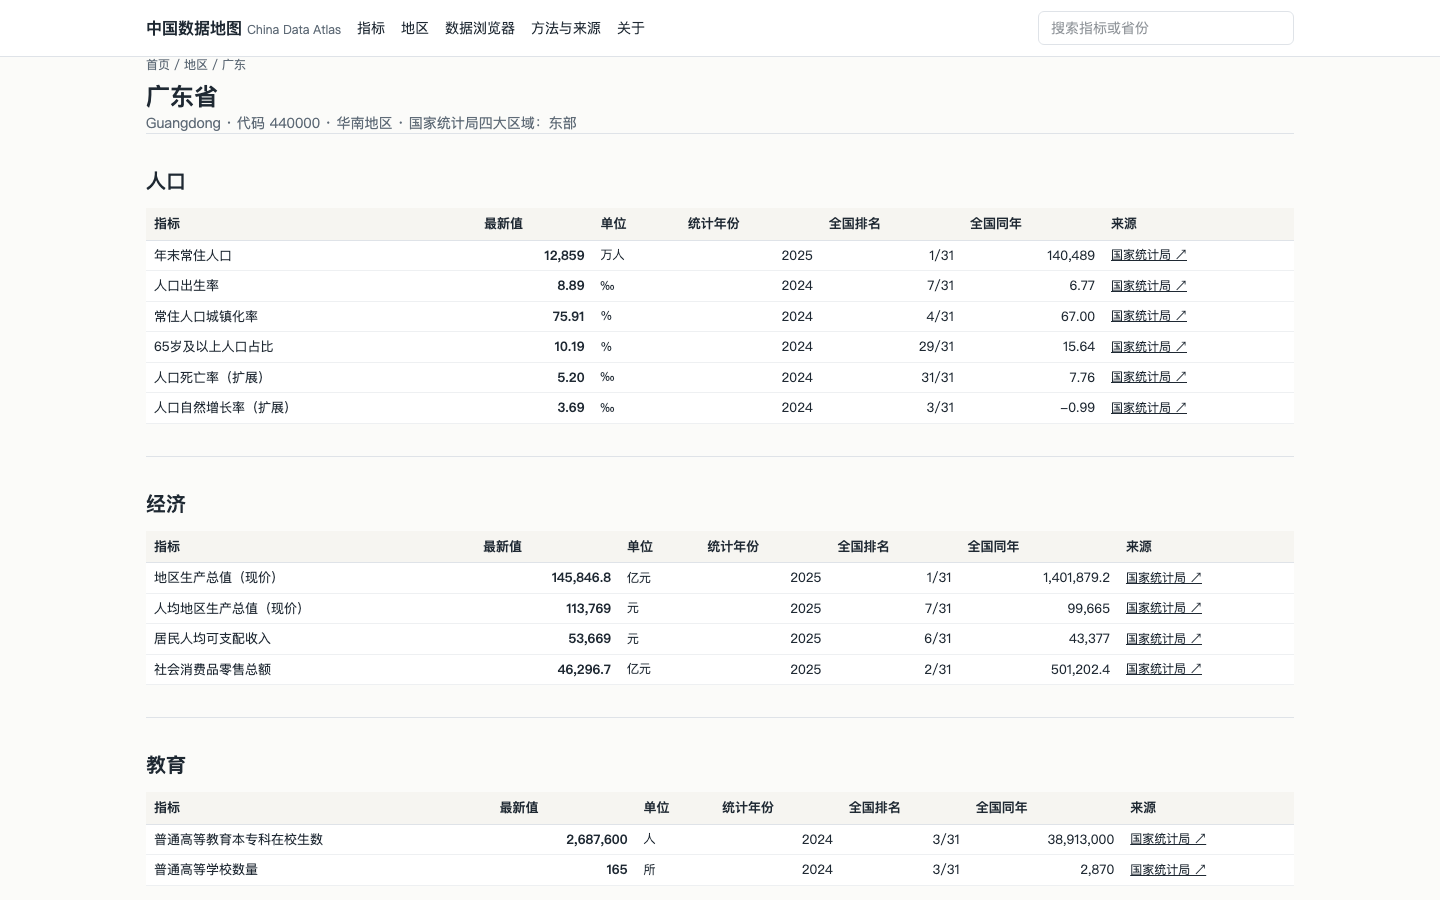 中国数据地图 China Data Atlas 指标 地区 数据浏览器 方法与来源 关于 搜索指标或省份
首页 / 地区 / 广东
广东省
Guangdong · 代码 440000 · 华南地区 · 国家统计局四大区域：东部
人口
指标 最新值 单位 统计年份 全国排名 全国同年 来源
年末常住人口 12,859 万人 2025 1/31 140,489 国家统计局 ↗
人口出生率 8.89 ‰ 2024 7/31 6.77 国家统计局 ↗
常住人口城镇化率 75.91 % 2024 4/31 67.00 国家统计局 ↗
65岁及以上人口占比 10.19 % 2024 29/31 15.64 国家统计局 ↗
人口死亡率（扩展） 5.20 ‰ 2024 31/31 7.76 国家统计局 ↗
人口自然增长率（扩展） 3.69 ‰ 2024 3/31 −0.99 国家统计局 ↗
经济
指标 最新值 单位 统计年份 全国排名 全国同年 来源
地区生产总值（现价） 145,846.8 亿元 2025 1/31 1,401,879.2 国家统计局 ↗
人均地区生产总值（现价） 113,769 元 2025 7/31 99,665 国家统计局 ↗
居民人均可支配收入 53,669 元 2025 6/31 43,377 国家统计局 ↗
社会消费品零售总额 46,296.7 亿元 2025 2/31 501,202.4 国家统计局 ↗
教育
指标 最新值 单位 统计年份 全国排名 全国同年 来源
普通高等教育本专科在校生数 2,687,600 人 2024 3/31 38,913,000 国家统计局 ↗
普通高等学校数量 165 所 2024 3/31 2,870 国家统计局 ↗